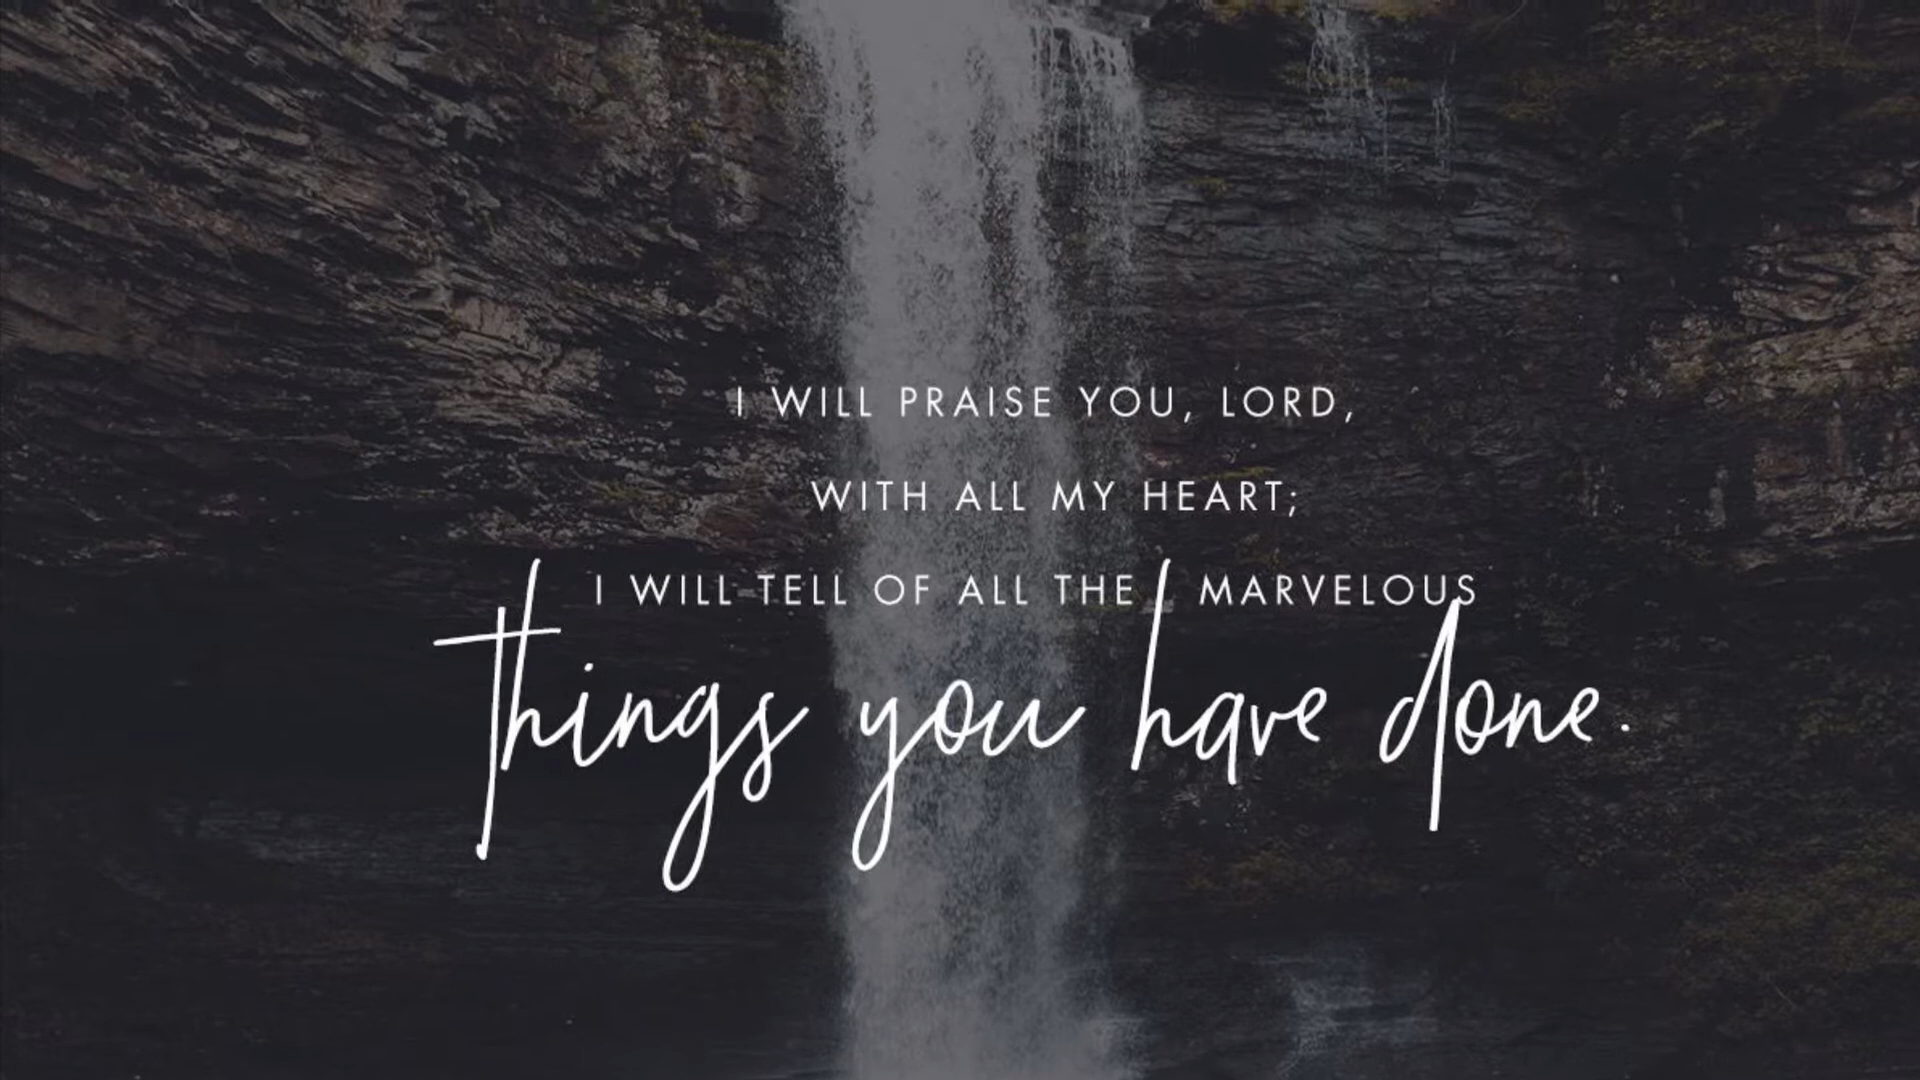 I WILL PRAISE YOU, LORD,
WITH ALL MY HEART;
I WILL TELL OF ALL THE MARVELOUS
things you have done.